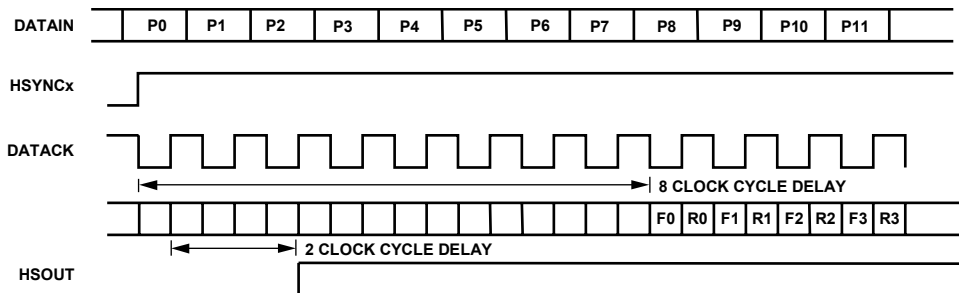 DATAIN P0 P1 P2 P3 P4 P5 P6 P7 P8 P9 P10 P11
HSYNCx
DATACK
8 CLOCK CYCLE DELAY
F0 R0 F1 R1 F2 R2 F3 R3
2 CLOCK CYCLE DELAY
HSOUT